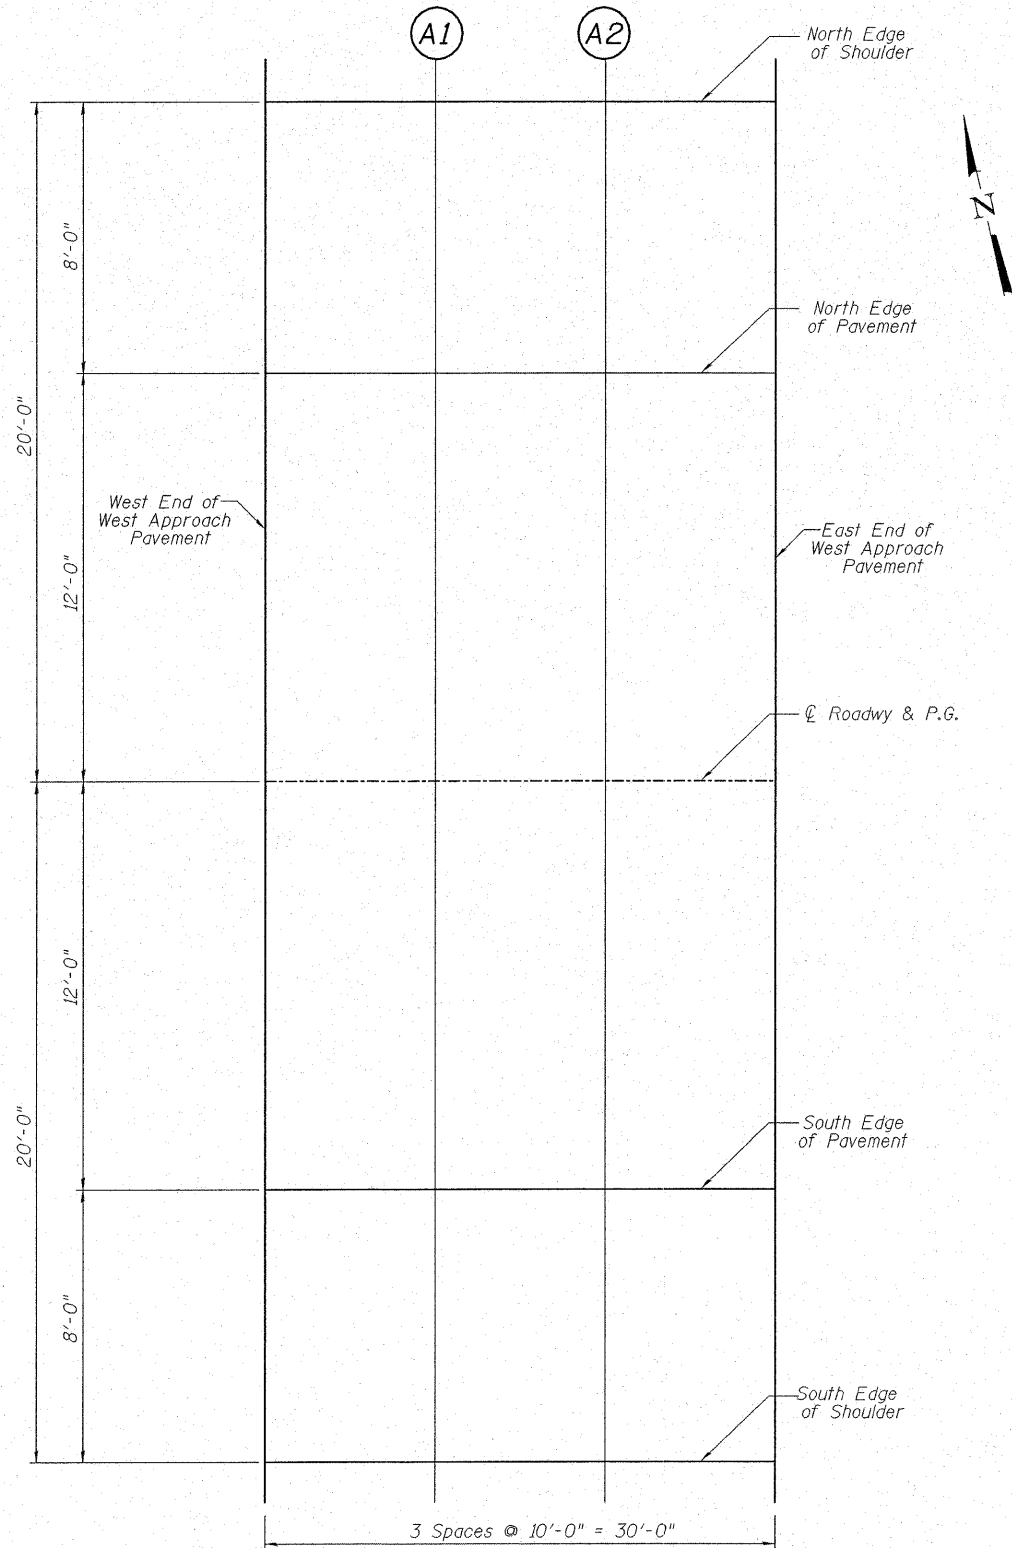 A1
A2
North Edge
of Shoulder
N
8'-0"
North Edge
of Pavement
20'-0"
West End of
West Approach
Pavement
East End of
West Approach
Pavement
12'-0"
℄ Roadwy & P.G.
12'-0"
20'-0"
South Edge
of Pavement
8'-0"
South Edge
of Shoulder
3 Spaces @ 10'-0" = 30'-0"